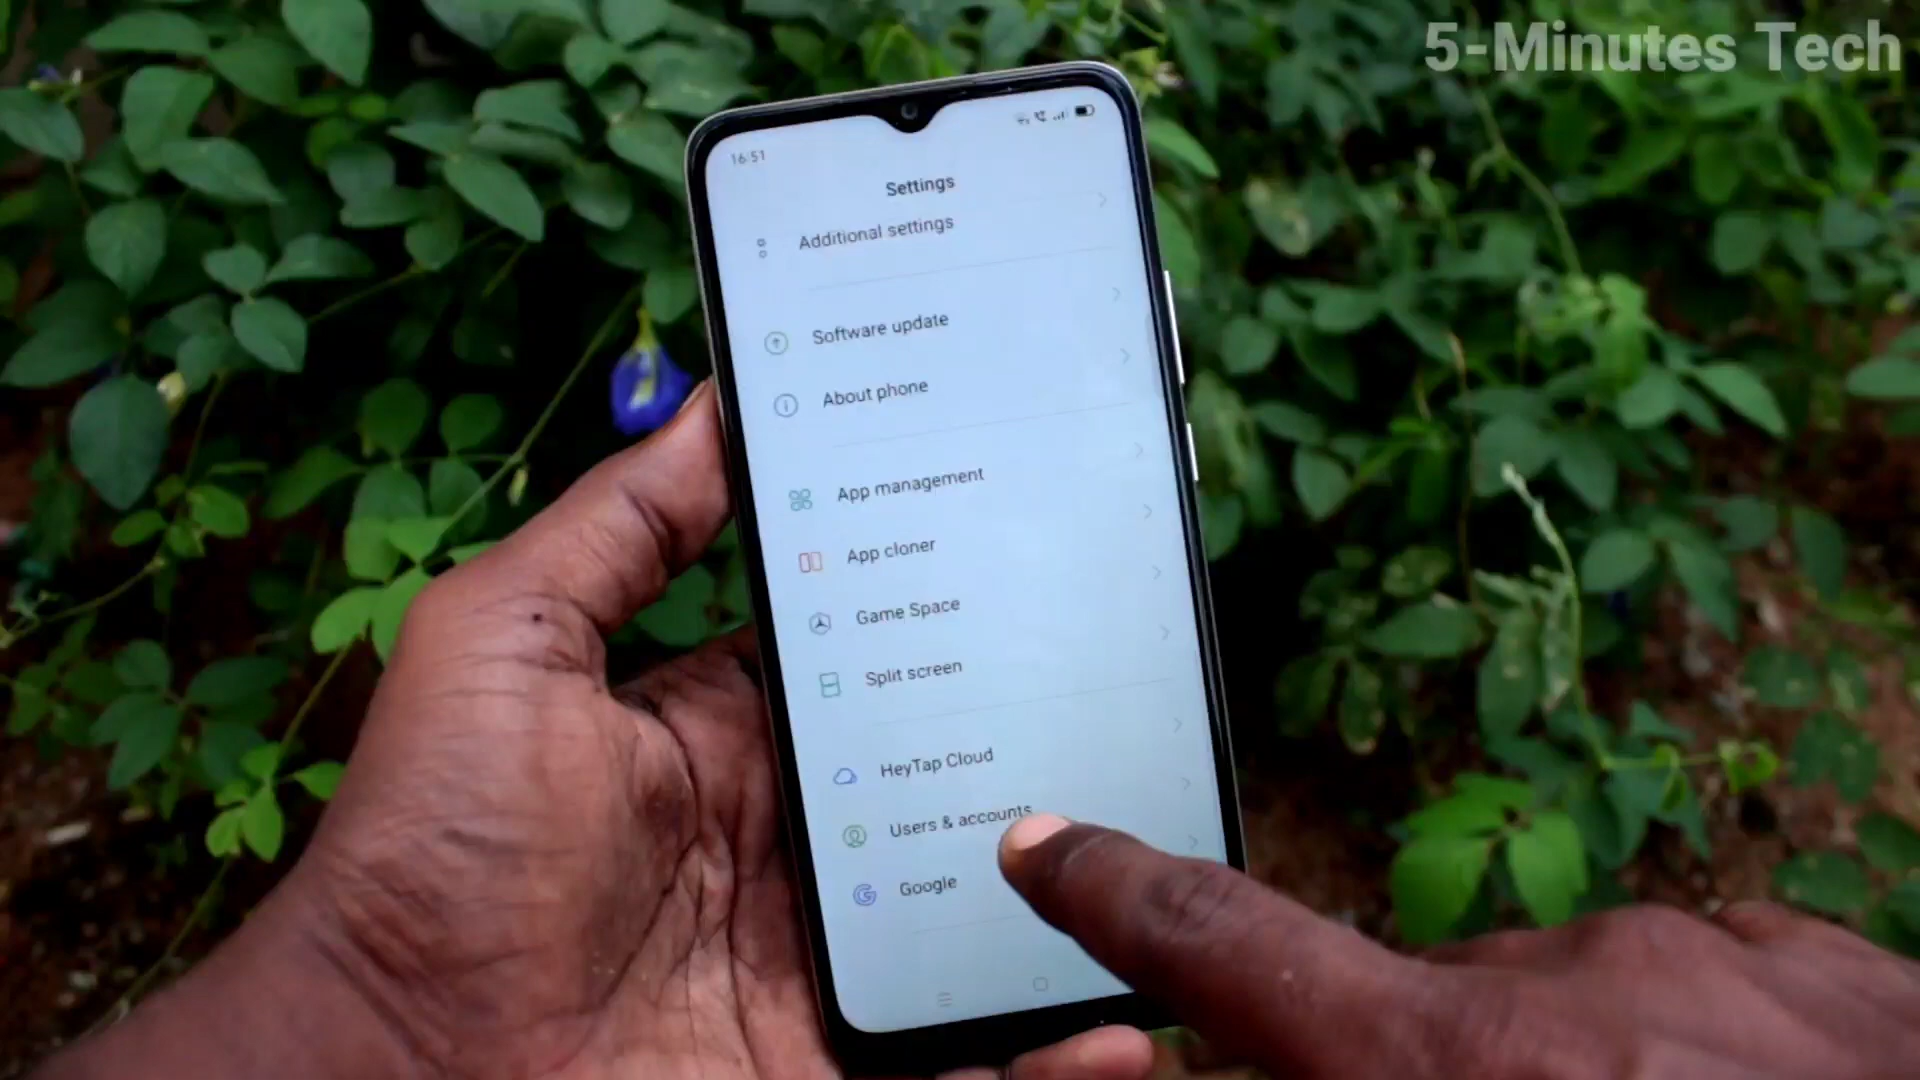 5-Minutes Tech
16:51
Settings
Additional settings
Software update
About phone
App management
App cloner
Game Space
Split screen
HeyTap Cloud
Users & accounts
Google